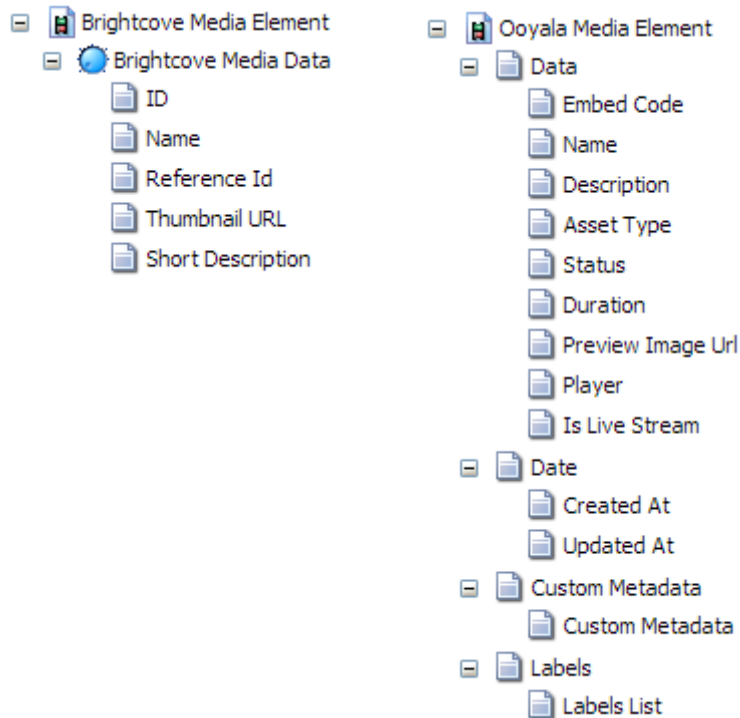 Brightcove Media Element
Brightcove Media Data
ID
Name
Reference Id
Thumbnail URL
Short Description
Ooyala Media Element
Data
Embed Code
Name
Description
Asset Type
Status
Duration
Preview Image Url
Player
Is Live Stream
Date
Created At
Updated At
Custom Metadata
Custom Metadata
Labels
Labels List